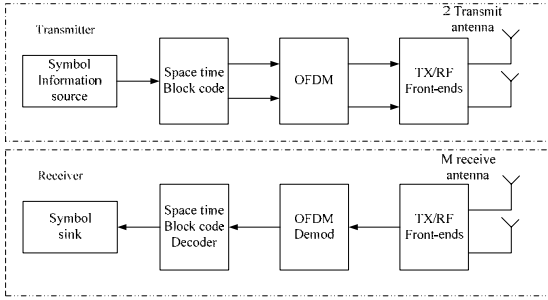 2 Transmit
antenna
Transmitter
Symbol
Information
source
Space time
Block code
OFDM
TX/RF
Front-ends
M receive
antenna
Receiver
Symbol
sink
Space time
Block code
Decoder
OFDM
Demod
TX/RF
Front-ends